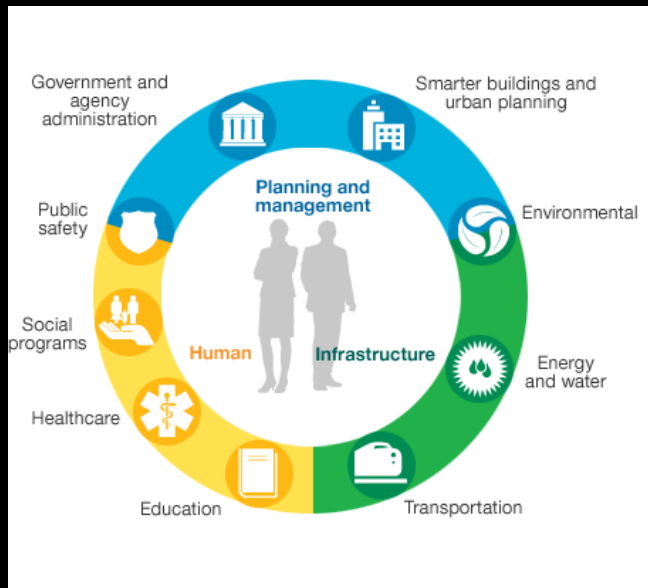 Government and
agency
administration
Smarter buildings and
urban planning
Planning and
management
Public
safety
Environmental
Social
programs
Human
Infrastructure
Energy
and water
Healthcare
Education
Transportation